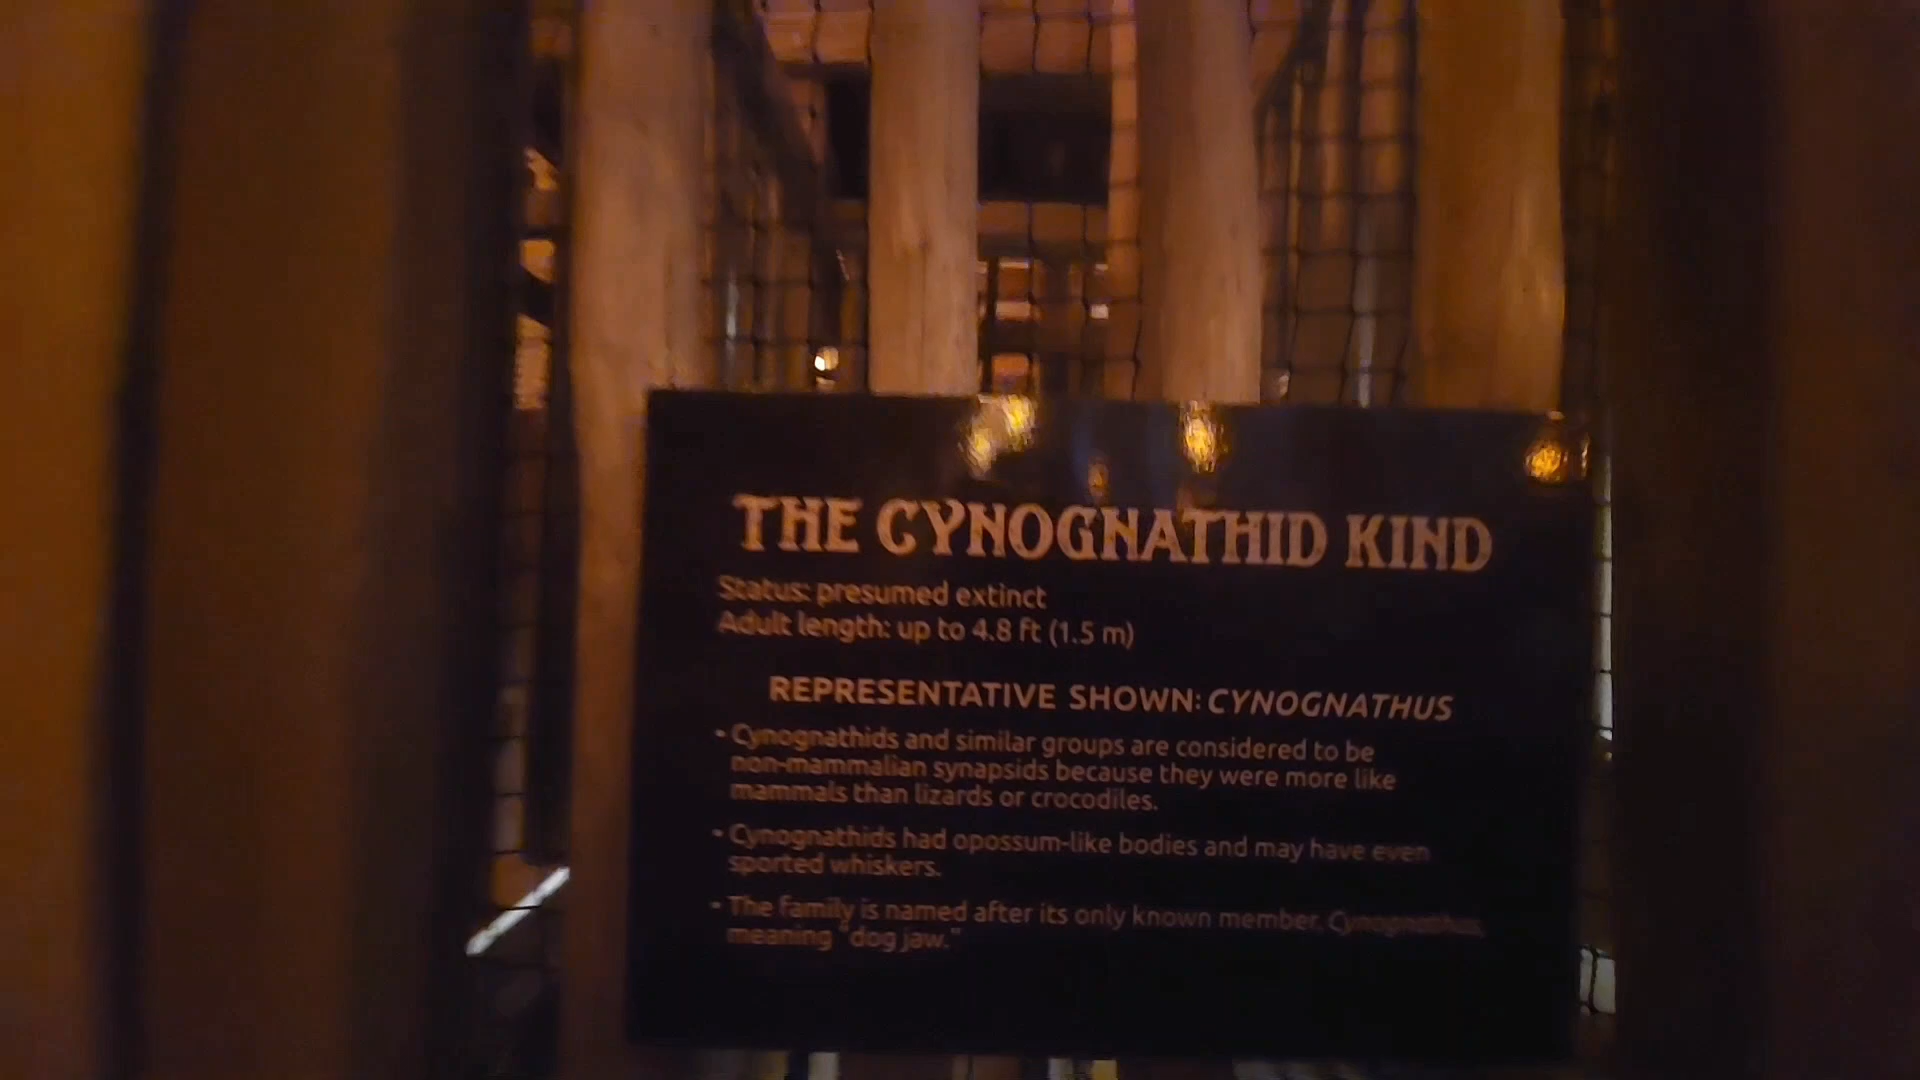 THE CYNOGNATHID KIND
Status: presumed extinct
Adult length: up to 4.8 ft (1.5 m)
REPRESENTATIVE SHOWN: CYNOGNATHUS
• Cynognathids and similar groups are considered to be
non-mammalian synapsids because they were more like
mammals than lizards or crocodiles.
• Cynognathids had opossum-like bodies and may have even
sported whiskers.
• The family is named after its only known member, Cynognathus,
meaning "dog jaw."